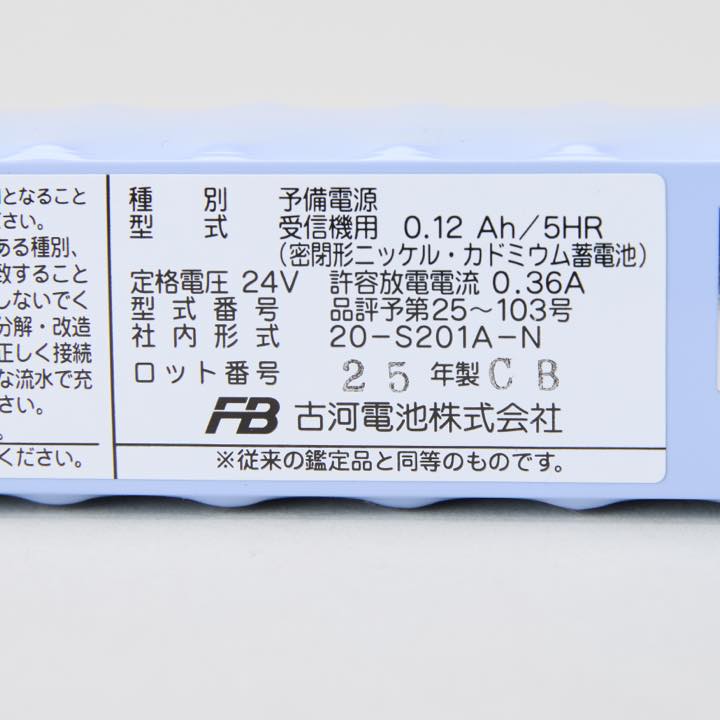 となること
ださい。
ある種別、
致すること
しないでく
分解・改造
正しく接続
な流水で充
さい。
。
ください。
種　　別　　予備電源
型　　式　　受信機用　0.12 Ah／5HR
（密閉形ニッケル・カドミウム蓄電池）
定格電圧 24V　許容放電電流 0.36A
型式番号　品評予第25～103号
社内形式　20−S201A−N
ロット番号　25 年製 CB
FB 古河電池株式会社
※従来の鑑定品と同等のものです。